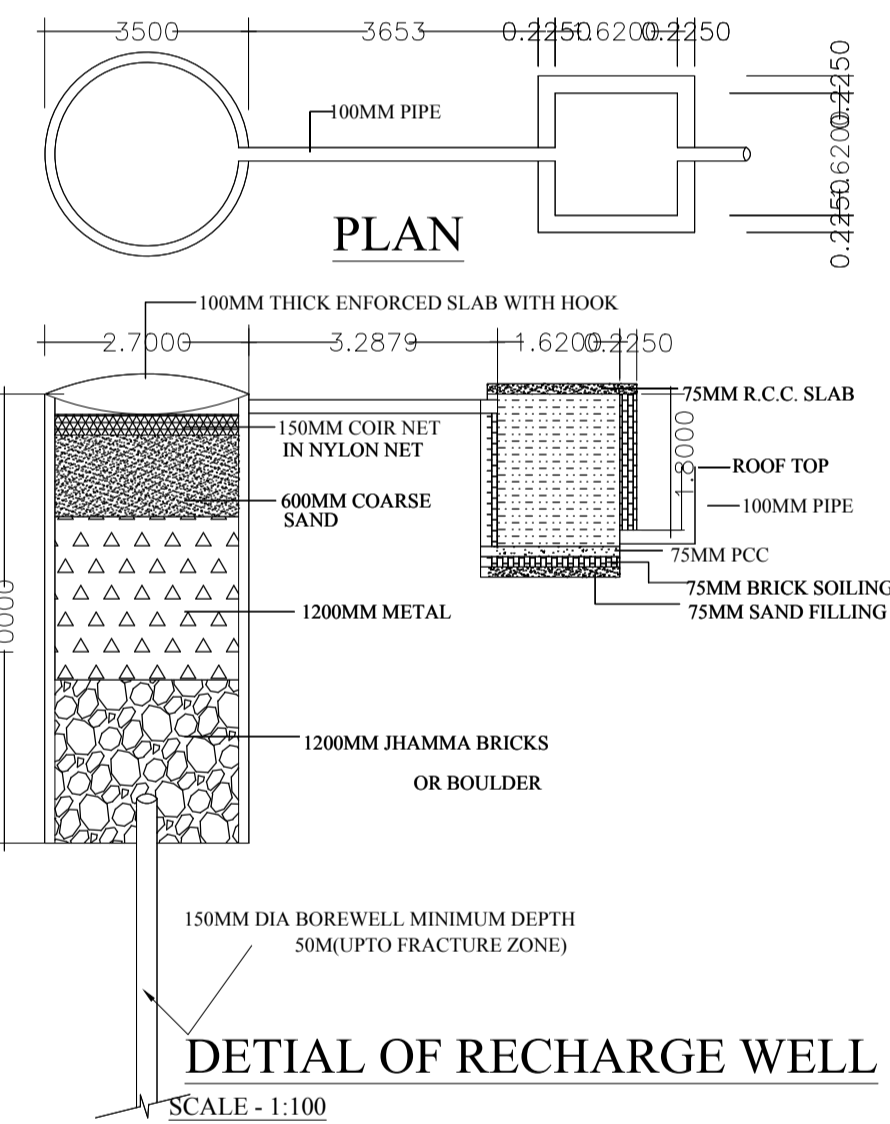 3500
3653
0.2250
1.6200
0.2250
0.2250
1.6200
0.2250
100MM PIPE
PLAN
100MM THICK ENFORCED SLAB WITH HOOK
2.7000
3.2879
1.6200
0.2250
75MM R.C.C. SLAB
150MM COIR NET
IN NYLON NET
1.8000
ROOF TOP
600MM COARSE
SAND
100MM PIPE
75MM PCC
75MM BRICK SOILING
75MM SAND FILLING
1200MM METAL
1200MM JHAMMA BRICKS
OR BOULDER
150MM DIA BOREWELL MINIMUM DEPTH
50M(UPTO FRACTURE ZONE)
DETIAL OF RECHARGE WELL
SCALE - 1:100